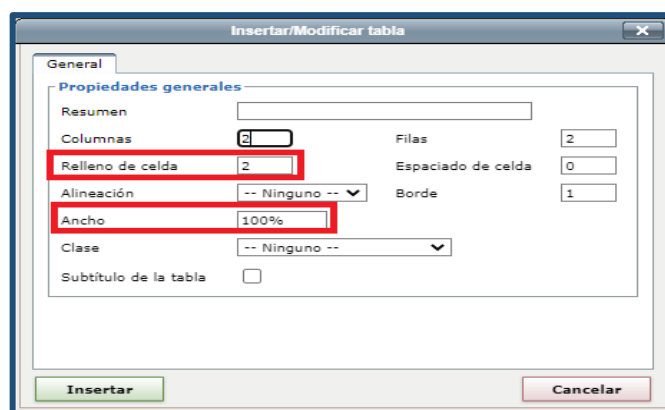 Insertar/Modificar tabla
General
Propiedades generales
Resumen
Columnas 2 Filas 2
Relleno de celda 2 Espaciado de celda 0
Alineación -- Ninguno -- Borde 1
Ancho 100%
Clase -- Ninguno --
Subtítulo de la tabla
Insertar Cancelar